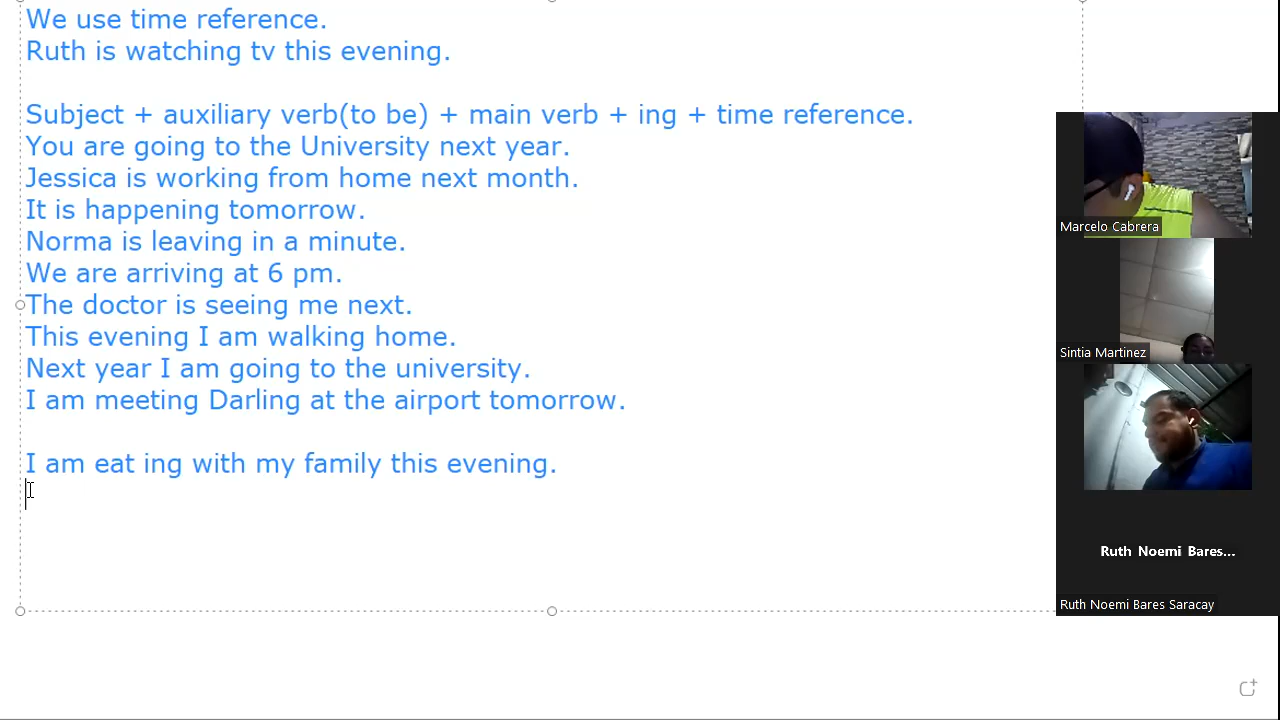 We use time reference.
Ruth is watching tv this evening.
Subject + auxiliary verb(to be) + main verb + ing + time reference.
You are going to the University next year.
Jessica is working from home next month.
It is happening tomorrow.
Norma is leaving in a minute.
We are arriving at 6 pm.
The doctor is seeing me next.
This evening I am walking home.
Next year I am going to the university.
I am meeting Darling at the airport tomorrow.
I am eat ing with my family this evening.
Marcelo Cabrera
Sintia Martinez
Ruth Noemi Bares...
Ruth Noemi Bares Saracay